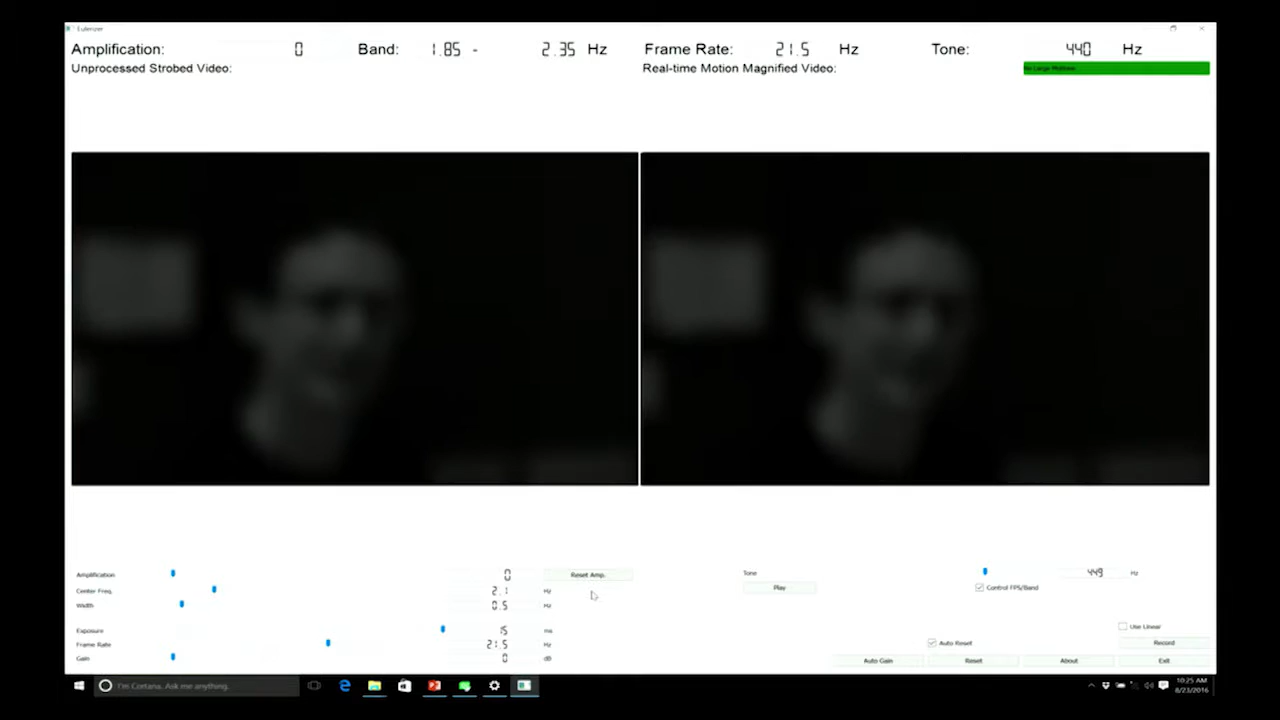 Eulerizer
Amplification: 0 Band: 1.85 - 2.35 Hz Frame Rate: 21.5 Hz Tone: 440 Hz
Unprocessed Strobed Video: Real-time Motion Magnified Video: No Large Motions
Amplification 0 Reset Amp. Tone 449 Hz
Center Freq. 2.1 Hz Play Control FPS/Band
Width 0.5 Hz
Exposure 15 ms Use Linear
Frame Rate 21.5 Hz Auto Reset Record
Gain 0 dB Auto Gain Reset About Exit
I'm Cortana. Ask me anything. 10:25 AM
8/23/2016